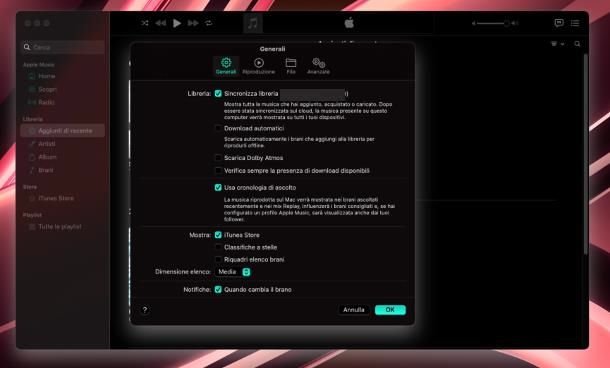 Cerca
Apple Music
Home
Scopri
Radio
Libreria
Aggiunti di recente
Artisti
Album
Brani
Store
iTunes Store
Playlist
Tutte le playlist
Generali
Generali Riproduzione File Avanzate
Libreria: Sincronizza libreria
Mostra tutta la musica che hai aggiunto, acquistato o caricato. Dopo
essere stata sincronizzata sul cloud, la musica presente su questo
computer verrà mostrata su tutti i tuoi dispositivi.
Download automatici
Scarica automaticamente i brani che aggiungi alla libreria per
riprodurli offline.
Scarica Dolby Atmos
Verifica sempre la presenza di download disponibili
Usa cronologia di ascolto
La musica riprodotta sul Mac verrà mostrata nei brani ascoltati
recentemente e nei mix Replay, influenzerà i brani consigliati e, se hai
configurato un profilo Apple Music, sarà visualizzata anche dai tuoi
follower.
Mostra: iTunes Store
Classifiche a stelle
Riquadri elenco brani
Dimensione elenco: Media
Notifiche: Quando cambia il brano
? Annulla OK